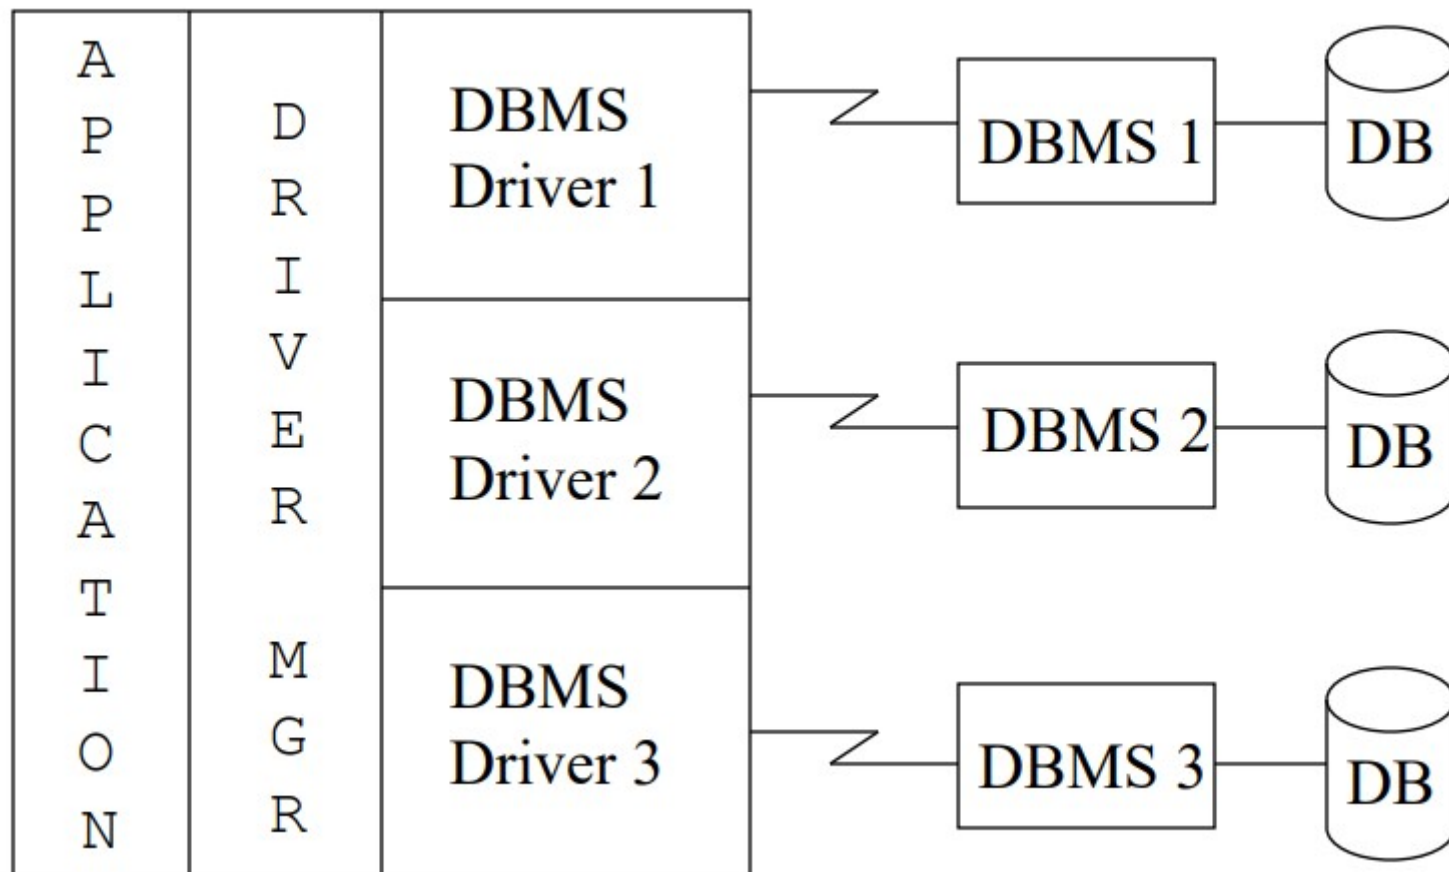 APPLICATION
DRIVER MGR
DBMS
Driver 1
DBMS 1
DB
DBMS
Driver 2
DBMS 2
DB
DBMS
Driver 3
DBMS 3
DB